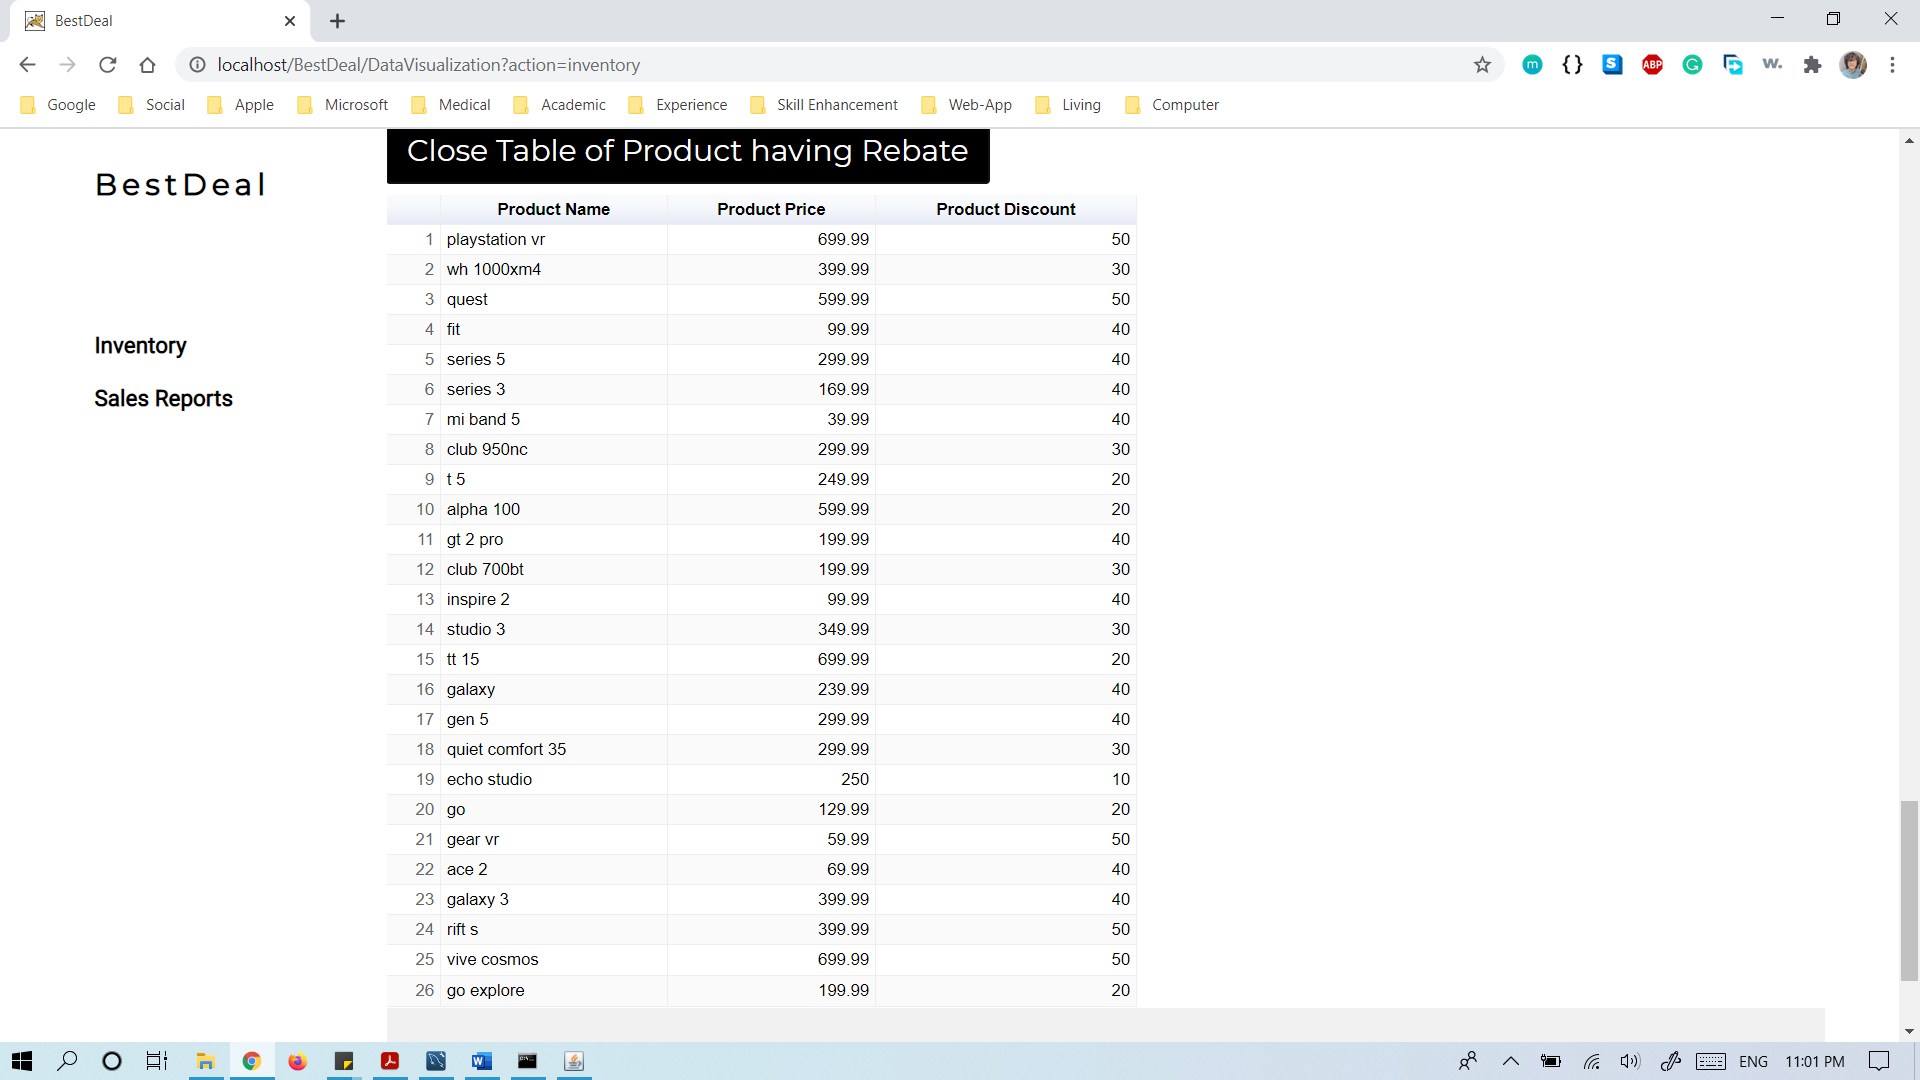 BestDeal
localhost/BestDeal/DataVisualization?action=inventory
m {} S ABP G w.
Google Social Apple Microsoft Medical Academic Experience Skill Enhancement Web-App Living Computer
BestDeal
Inventory
Sales Reports
Close Table of Product having Rebate
Product Name Product Price Product Discount
1 playstation vr 699.99 50
2 wh 1000xm4 399.99 30
3 quest 599.99 50
4 fit 99.99 40
5 series 5 299.99 40
6 series 3 169.99 40
7 mi band 5 39.99 40
8 club 950nc 299.99 30
9 t 5 249.99 20
10 alpha 100 599.99 20
11 gt 2 pro 199.99 40
12 club 700bt 199.99 30
13 inspire 2 99.99 40
14 studio 3 349.99 30
15 tt 15 699.99 20
16 galaxy 239.99 40
17 gen 5 299.99 40
18 quiet comfort 35 299.99 30
19 echo studio 250 10
20 go 129.99 20
21 gear vr 59.99 50
22 ace 2 69.99 40
23 galaxy 3 399.99 40
24 rift s 399.99 50
25 vive cosmos 699.99 50
26 go explore 199.99 20
ENG 11:01 PM